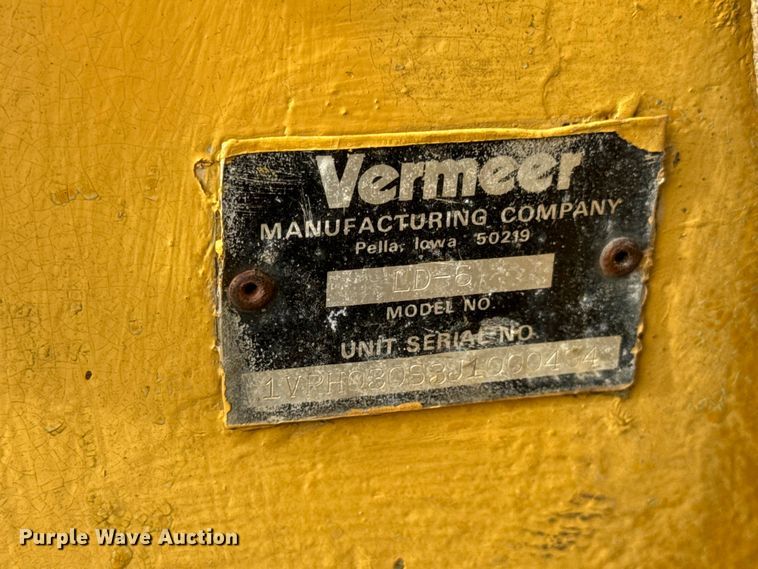 Vermeer
MANUFACTURING COMPANY
Pella, Iowa 50219
LD-6
MODEL NO
UNIT SERIAL NO
Purple Wave Auction